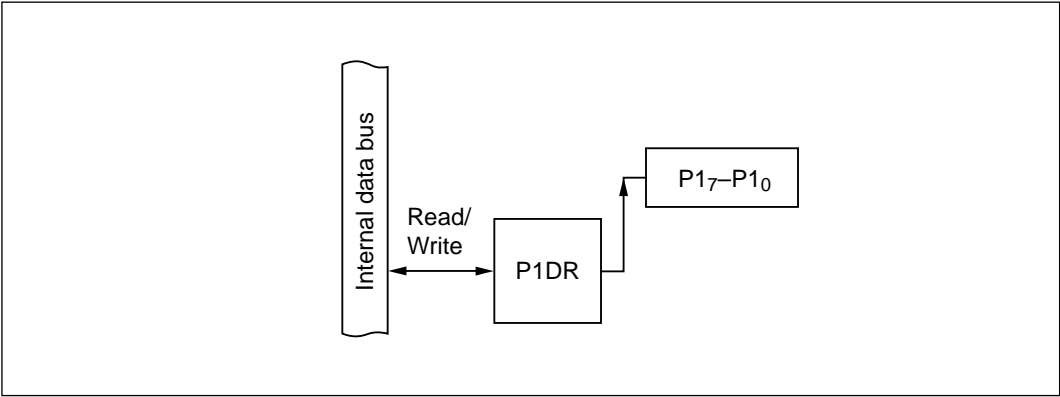 Internal data bus
Read/
Write
P1DR
P1₇–P1₀